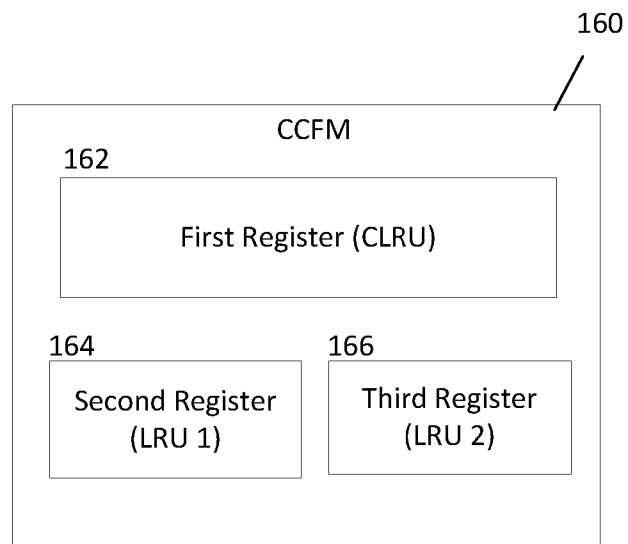 160
CCFM
162
First Register (CLRU)
164
Second Register
(LRU 1)
166
Third Register
(LRU 2)